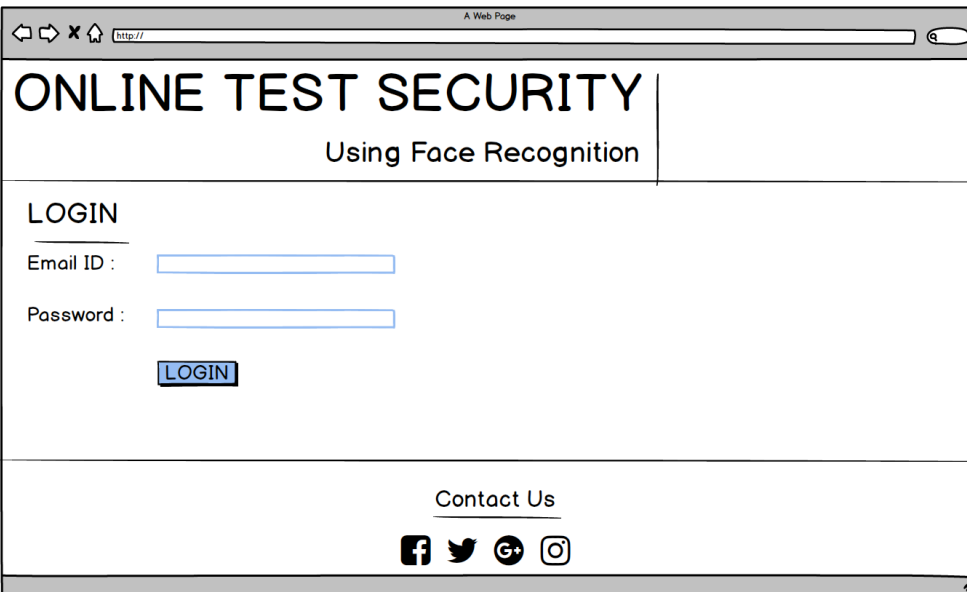 A Web Page
http://
ONLINE TEST SECURITY
Using Face Recognition
LOGIN
Email ID :
Password :
LOGIN
Contact Us